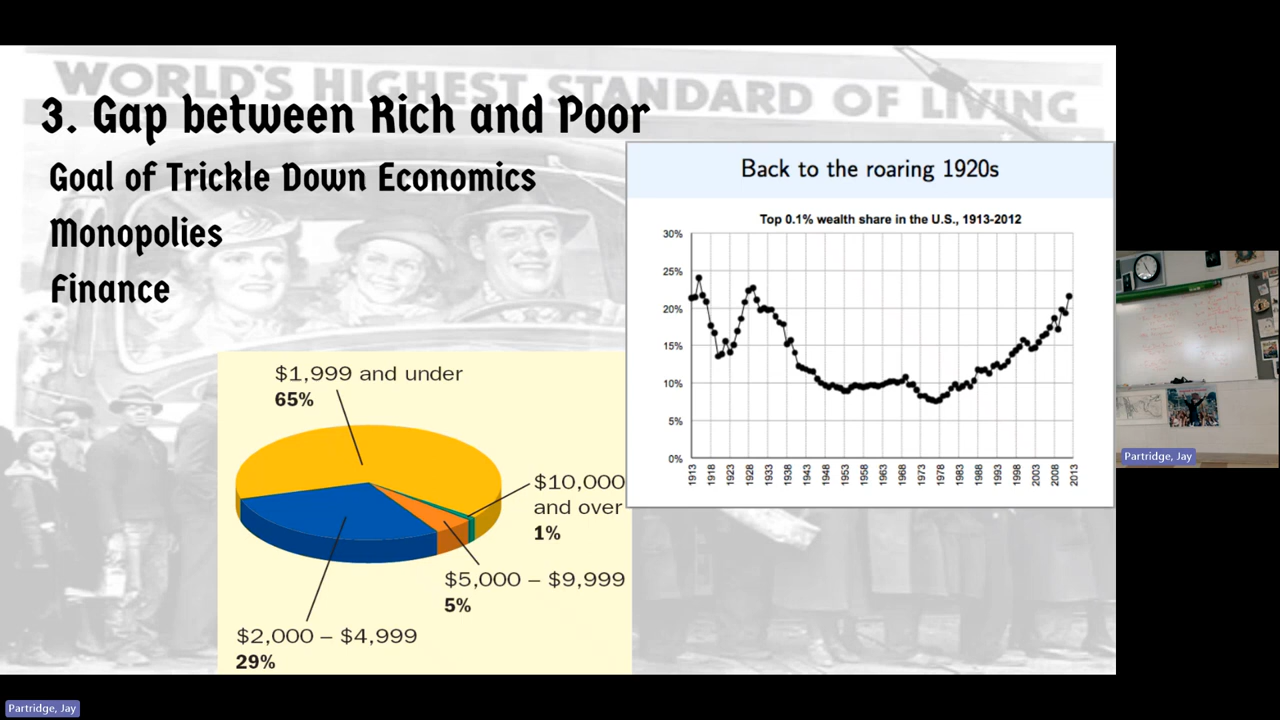 WORLD'S HIGHEST STANDARD OF LIVING
3. Gap between Rich and Poor
Goal of Trickle Down Economics
Monopolies
Finance
Back to the roaring 1920s
Top 0.1% wealth share in the U.S., 1913-2012
30%
25%
20%
15%
10%
5%
0%
1913 1918 1923 1928 1933 1938 1943 1948 1953 1958 1963 1968 1973 1978 1983 1988 1993 1998 2003 2008 2013
$1,999 and under
65%
$10,000
and over
1%
$5,000 – $9,999
5%
$2,000 – $4,999
29%
Partridge, Jay
Partridge, Jay